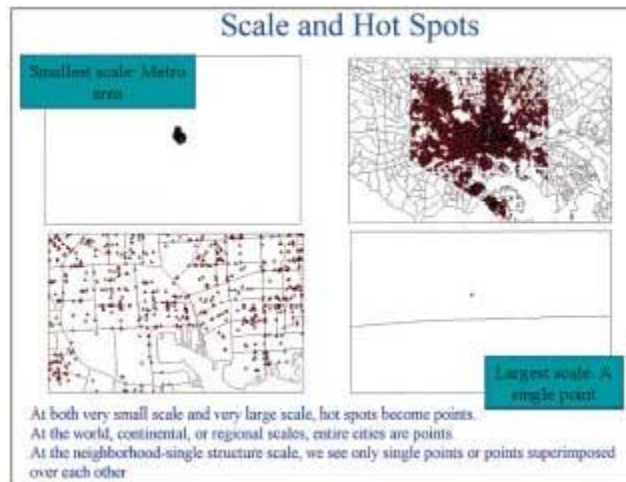 Scale and Hot Spots
Smallest scale: Metro
area
Largest scale: A
single point
At both very small scale and very large scale, hot spots become points.
At the world, continental, or regional scales, entire cities are points.
At the neighborhood-single structure scale, we see only single points or points superimposed
over each other